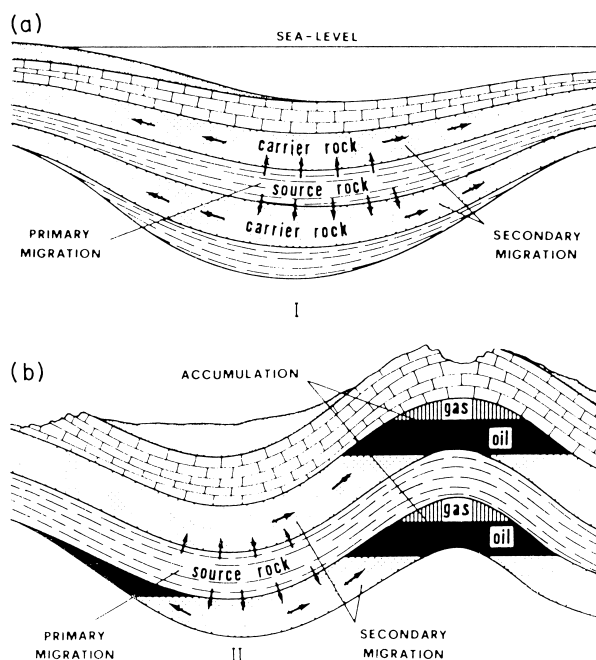 (a)
SEA-LEVEL
carrier rock
source rock
carrier rock
PRIMARY
MIGRATION
SECONDARY
MIGRATION
I
(b)
ACCUMULATION
gas
oil
gas
oil
source rock
PRIMARY
MIGRATION
SECONDARY
MIGRATION
II